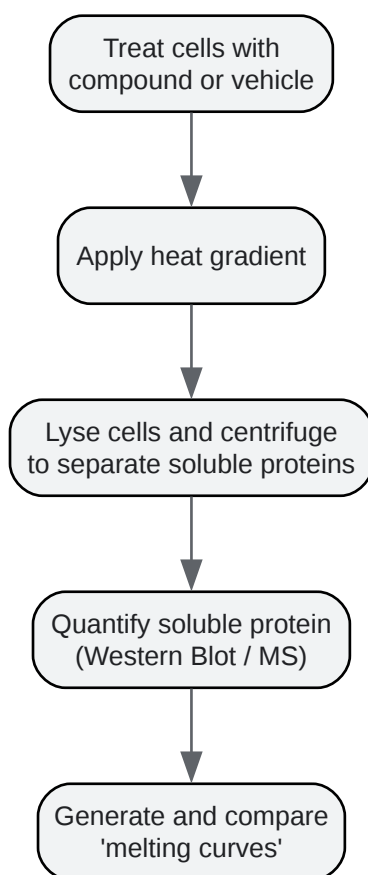 Treat cells with
compound or vehicle
Apply heat gradient
Lyse cells and centrifuge
to separate soluble proteins
Quantify soluble protein
(Western Blot / MS)
Generate and compare
'melting curves'